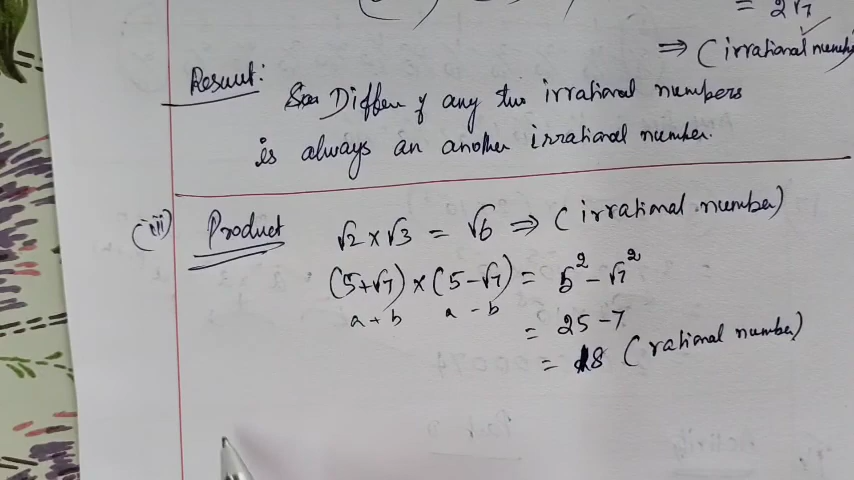 = 2√7
⇒ (irrational number)
Result: Differ of any two irrational numbers
is always an another irrational number.
(iii) Product √2 × √3 = √6 ⇒ (irrational number)
(5+√7) × (5-√7) = 5² - √7²
a + b a - b
= 25 - 7
= 18 (rational number)